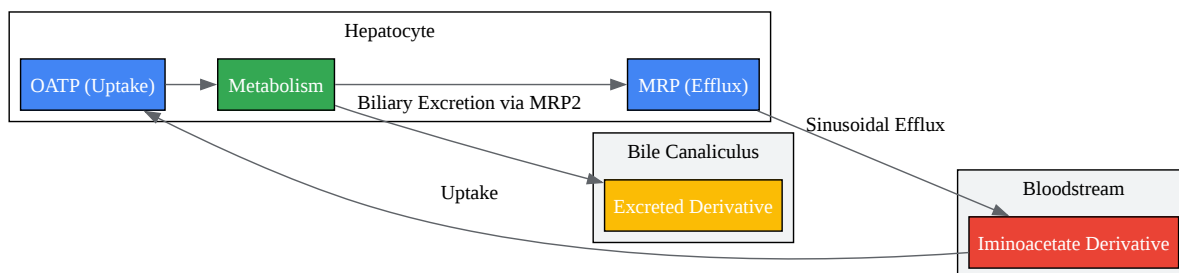 Hepatocyte
OATP (Uptake)
Metabolism
MRP (Efflux)
Biliary Excretion via MRP2
Sinusoidal Efflux
Bile Canaliculus
Excreted Derivative
Uptake
Bloodstream
Iminoacetate Derivative